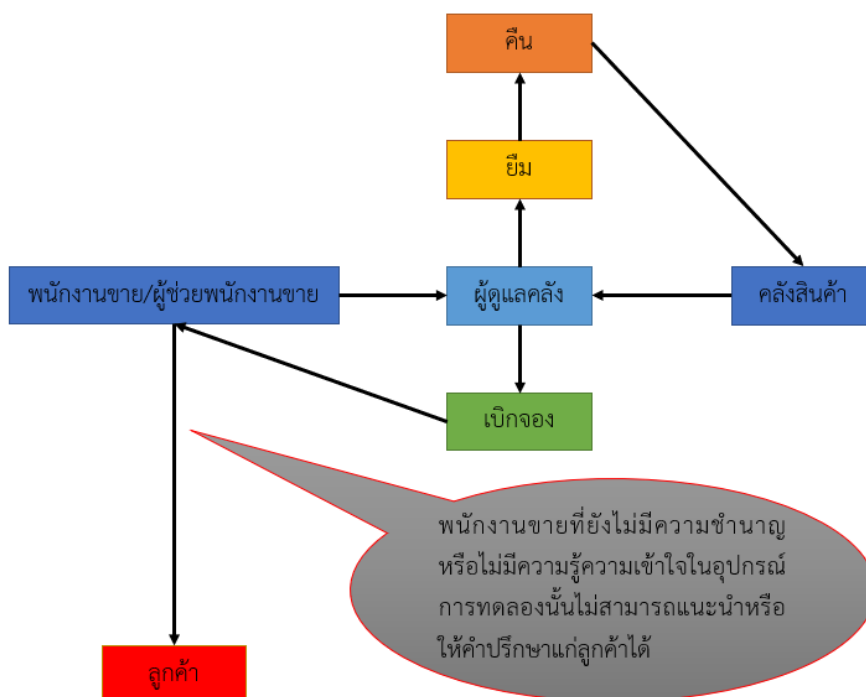 คืน
ยืม
พนักงานขาย/ผู้ช่วยพนักงานขาย
ผู้ดูแลคลัง
คลังสินค้า
เบิกจอง
พนักงานขายที่ยังไม่มีความชำนาญ
หรือไม่มีความรู้ความเข้าใจในอุปกรณ์
การทดลองนั้นไม่สามารถแนะนำหรือ
ให้คำปรึกษาแก่ลูกค้าได้
ลูกค้า